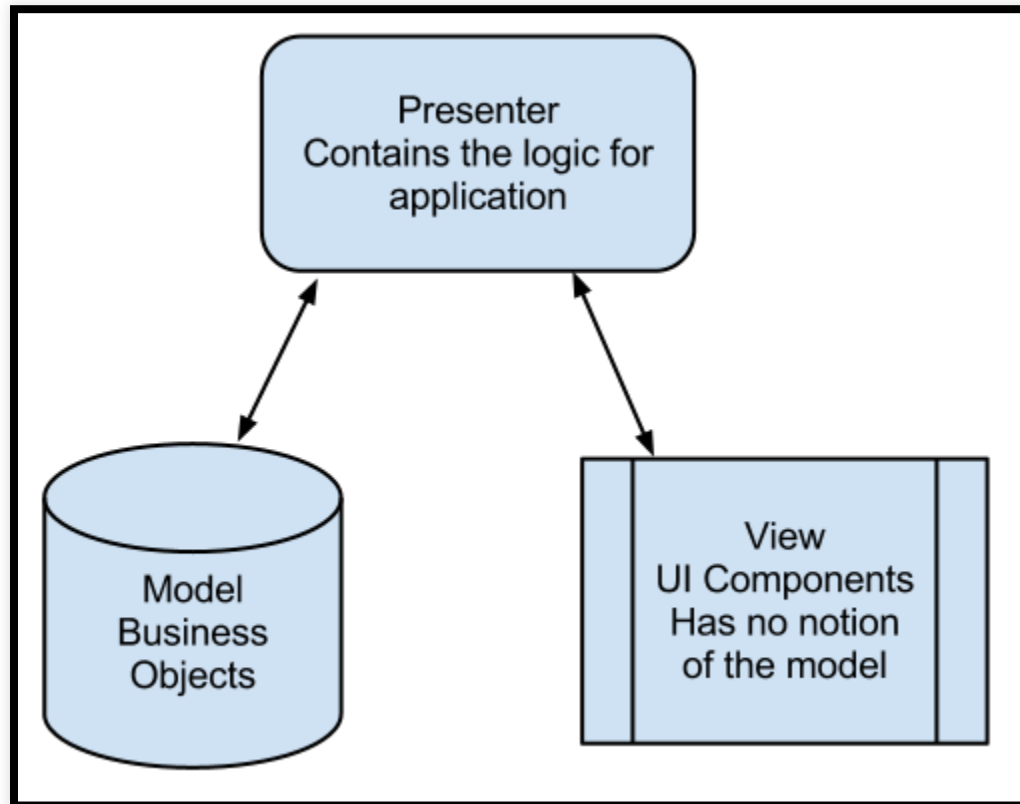 Presenter
Contains the logic for
application
Model
Business
Objects
View
UI Components
Has no notion
of the model